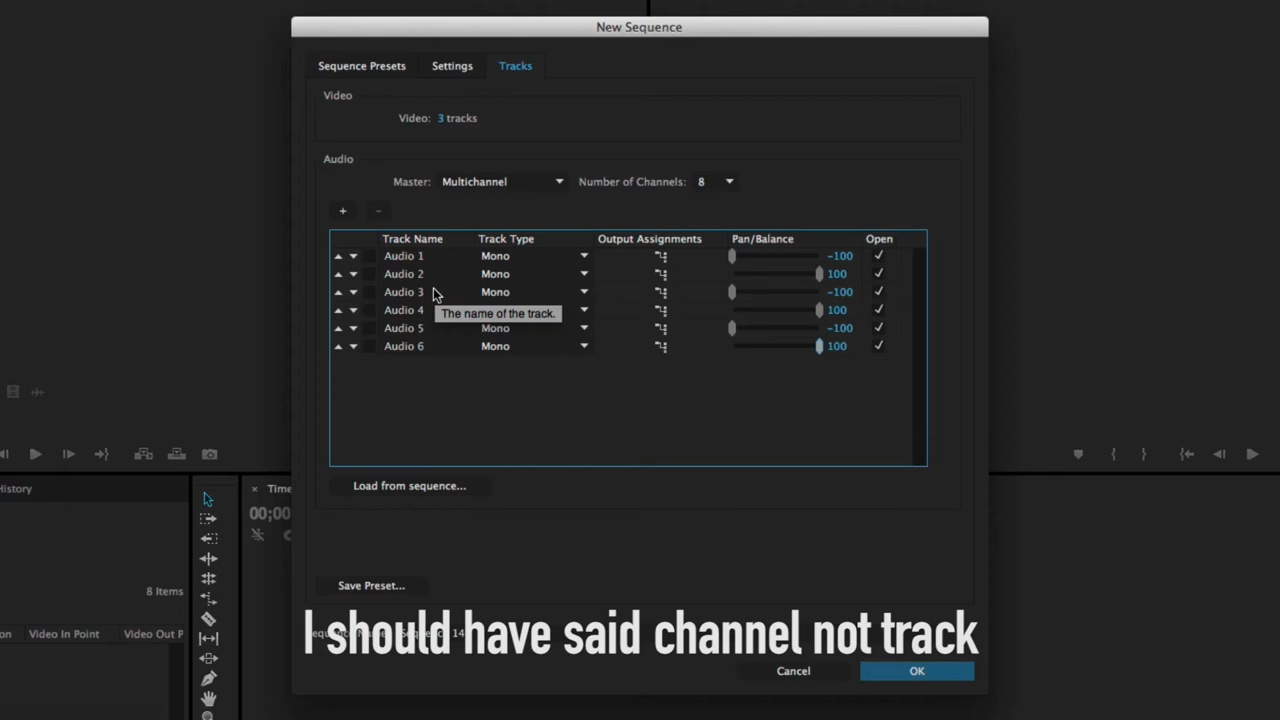 New Sequence
Sequence Presets Settings Tracks
Video
Video: 3 tracks
Audio
Master: Multichannel Number of Channels: 8
+ -
Track Name Track Type Output Assignments Pan/Balance Open
Audio 1 Mono -100
Audio 2 Mono 100
Audio 3 Mono -100
Audio 4 100
The name of the track.
Audio 5 Mono -100
Audio 6 Mono 100
Load from sequence...
History
× Time
00;00
8 Items
Save Preset...
Video In Point Video Out P
I should have said channel not track
Cancel OK